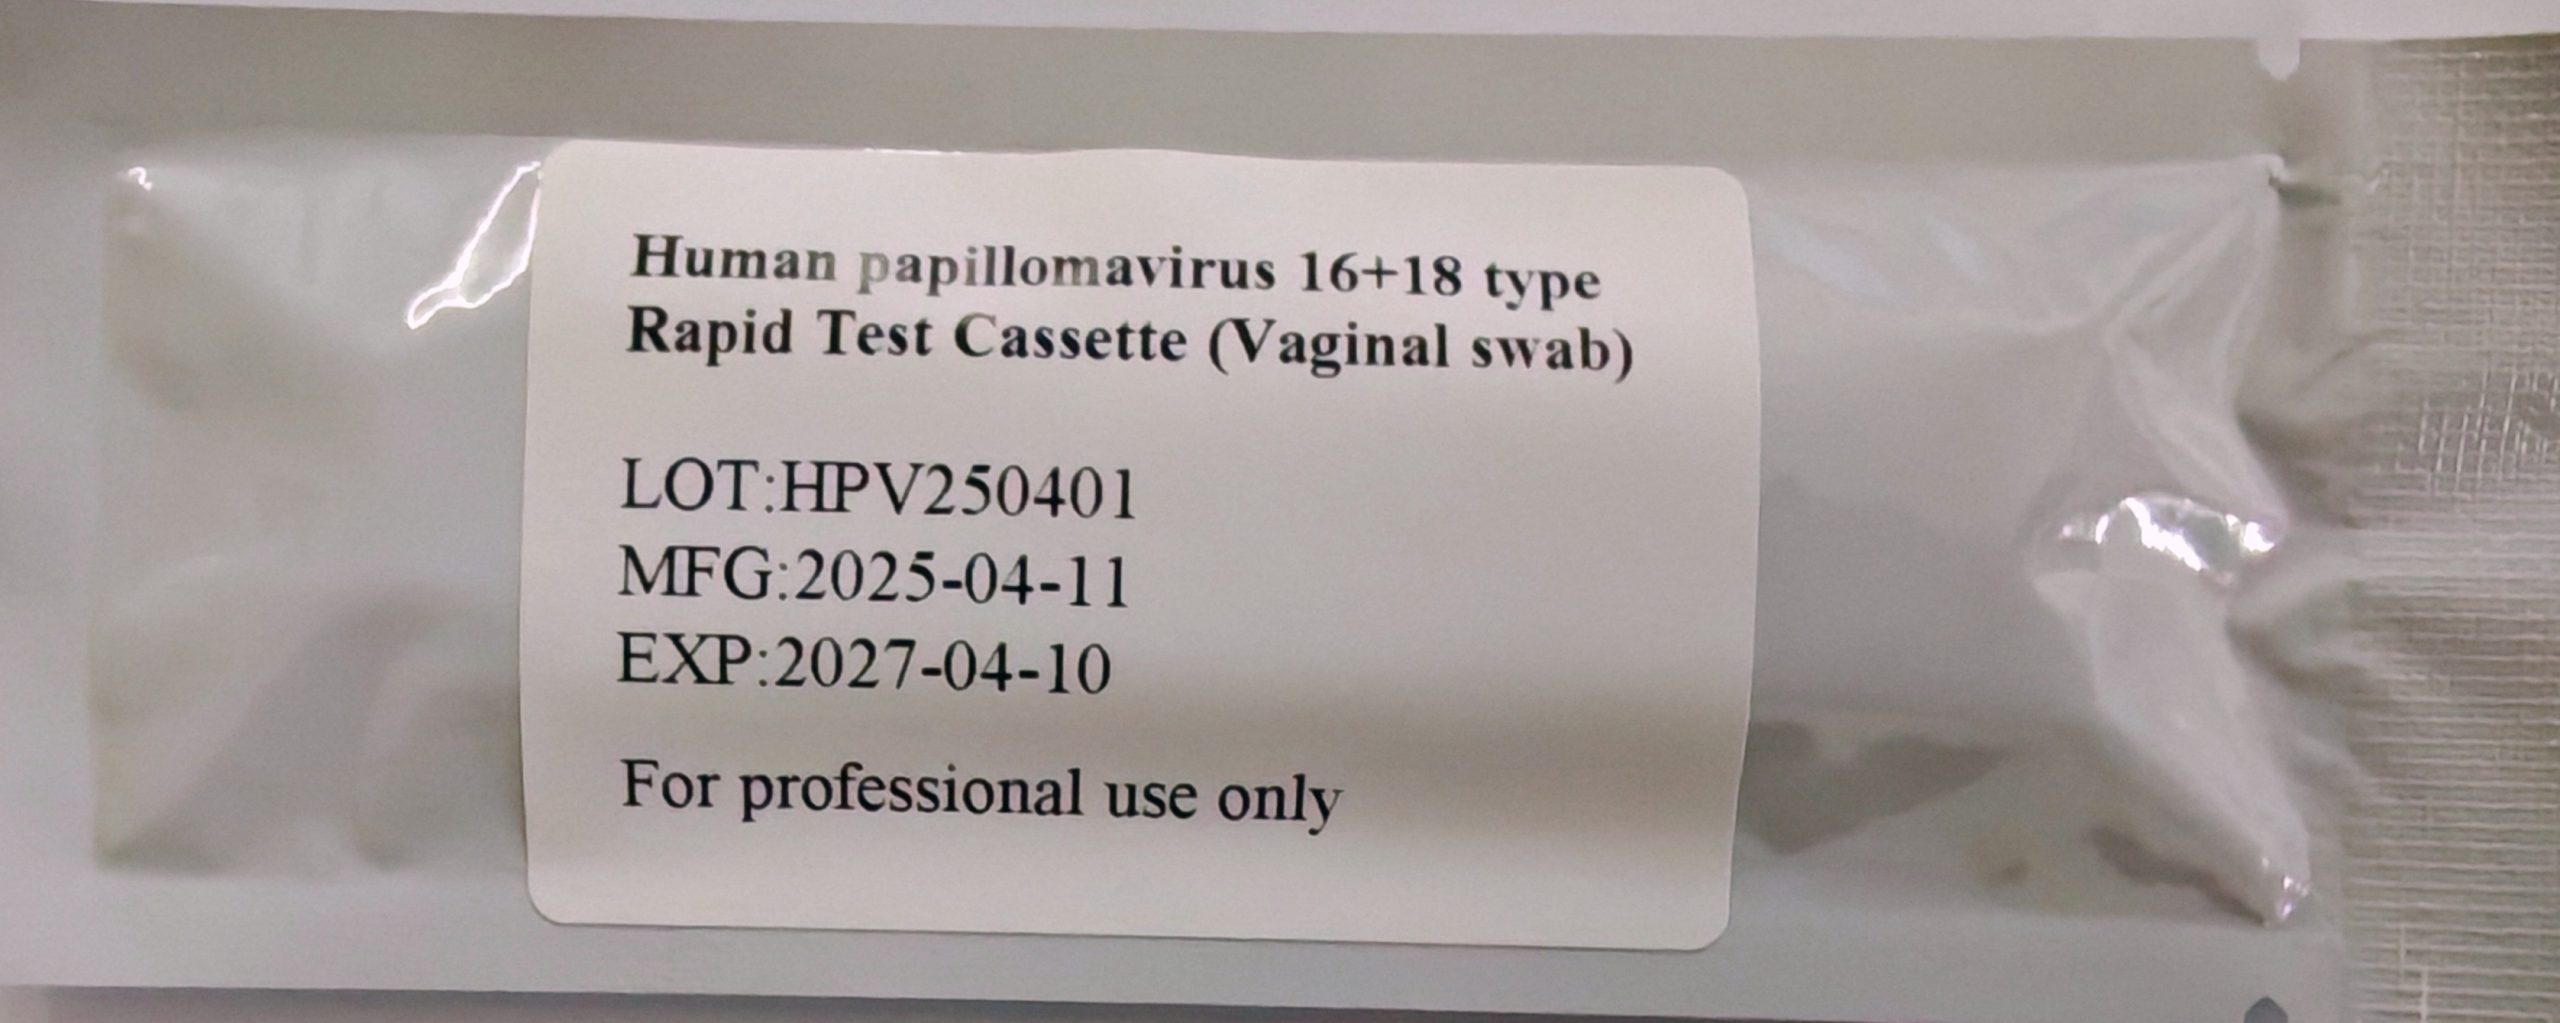 Human papillomavirus 16+18 type
Rapid Test Cassette (Vaginal swab)
LOT:HPV250401
MFG:2025-04-11
EXP:2027-04-10
For professional use only